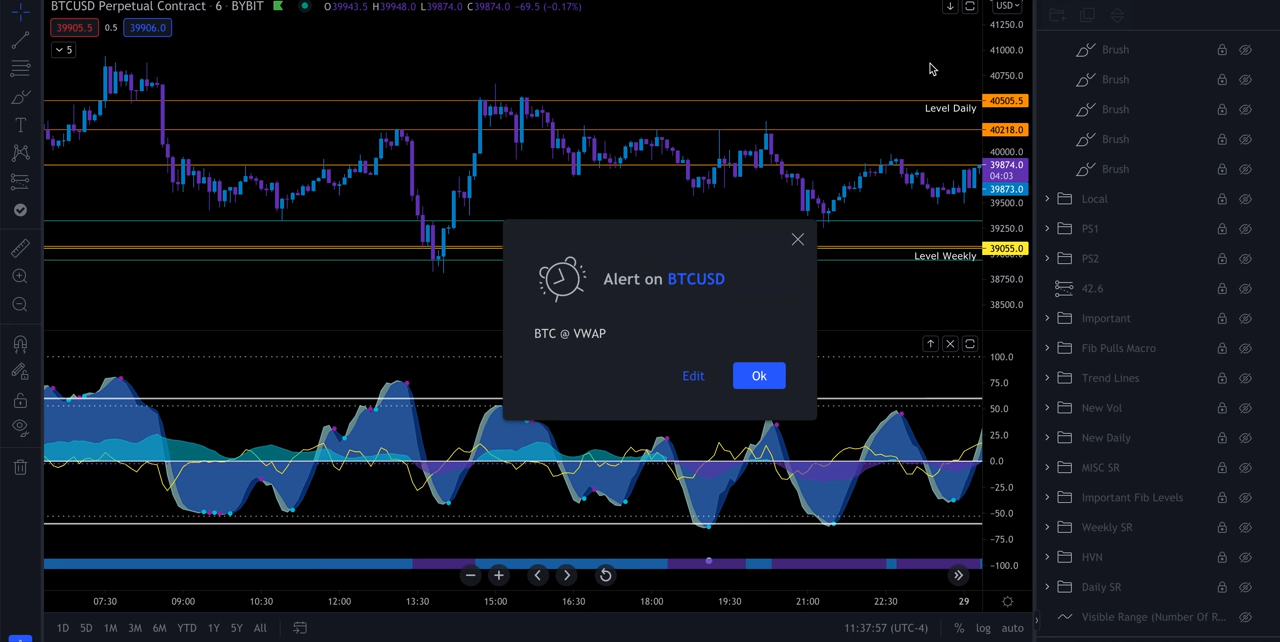 BTCUSD Perpetual Contract · 6 · BYBIT O39943.5 H39948.0 L39874.0 C39874.0 -69.5 (-0.17%)
39905.5 0.5 39906.0
5
USD
41250.0
41000.0
40750.0
40505.5
Level Daily
40218.0
40000.0
39874.0
04:03
39873.0
39500.0
39250.0
39055.0
Level Weekly
38750.0
38500.0
Alert on BTCUSD
BTC @ VWAP
Edit Ok
100.0
75.0
50.0
25.0
0.0
-25.0
-50.0
-75.0
-100.0
07:30 09:00 10:30 12:00 13:30 15:00 16:30 18:00 19:30 21:00 22:30 29
1D 5D 1M 3M 6M YTD 1Y 5Y All 11:37:57 (UTC-4) % log auto
Brush
Brush
Brush
Brush
Brush
Local
PS1
PS2
42.6
Important
Fib Pulls Macro
Trend Lines
New Vol
New Daily
MISC SR
Important Fib Levels
Weekly SR
HVN
Daily SR
Visible Range (Number Of R...